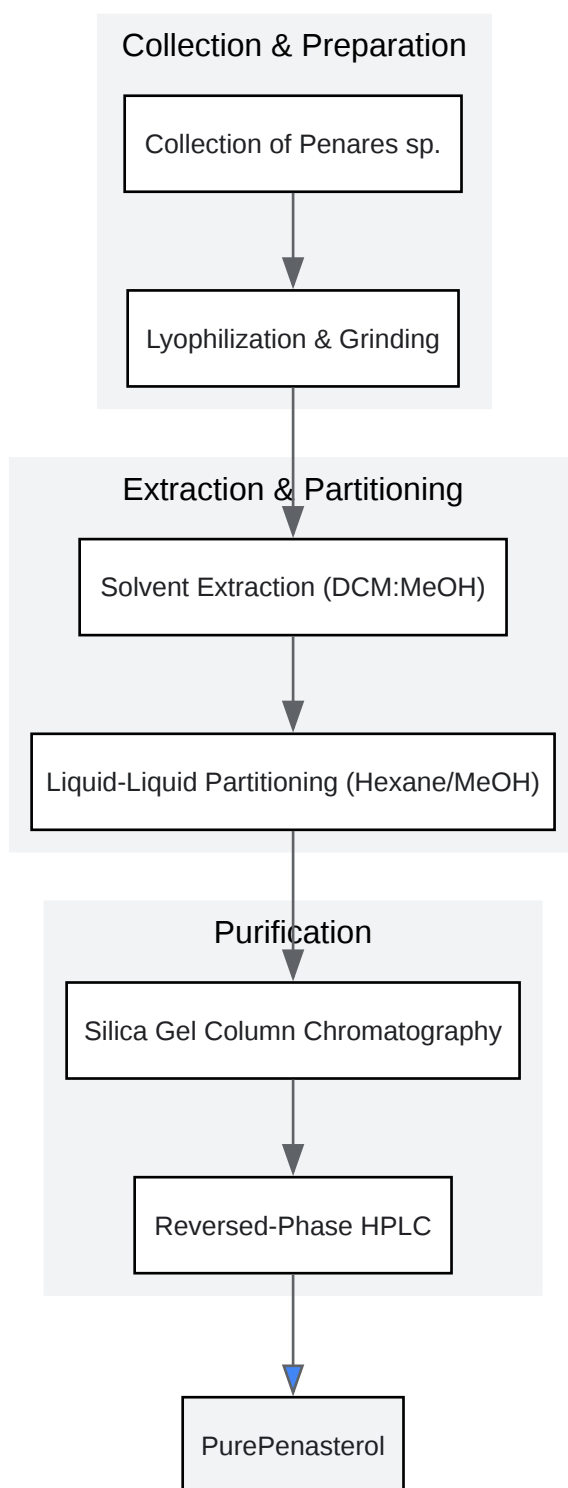 Collection & Preparation
Collection of Penares sp.
Lyophilization & Grinding
Extraction & Partitioning
Solvent Extraction (DCM:MeOH)
Liquid-Liquid Partitioning (Hexane/MeOH)
Purification
Silica Gel Column Chromatography
Reversed-Phase HPLC
PurePenasterol